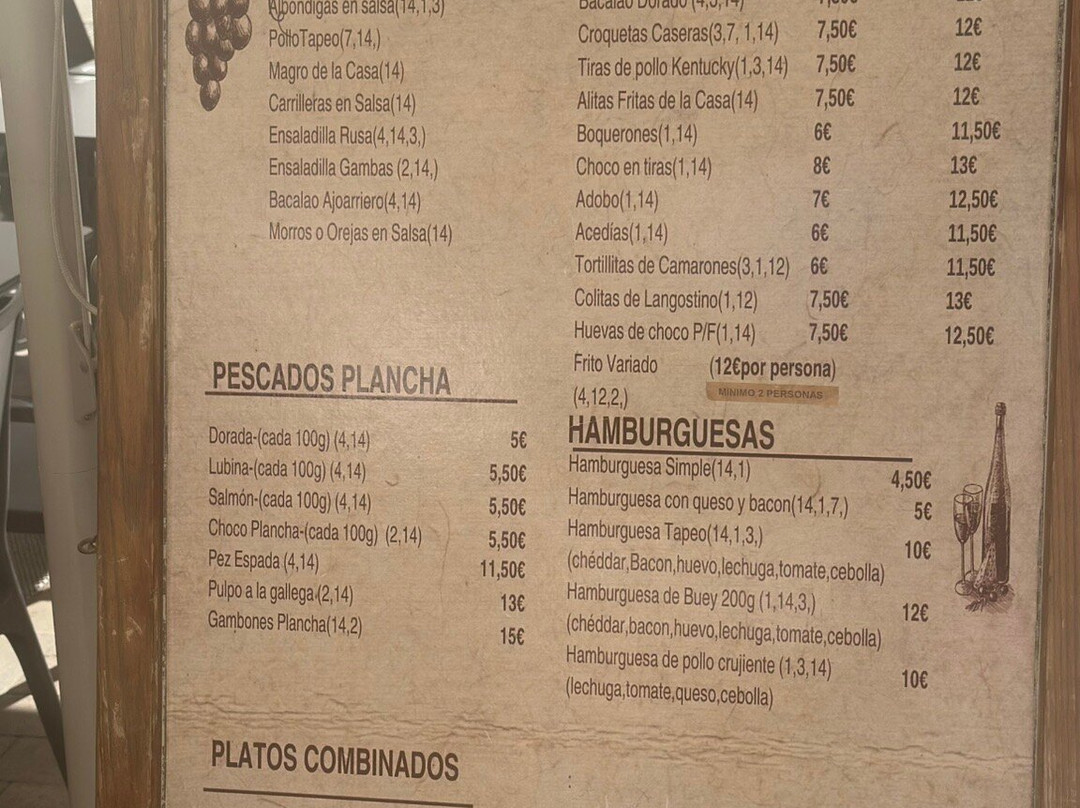 Albóndigas en salsa(14,1,3)
PolloTapeo(7,14,)
Magro de la Casa(14)
Carrilleras en Salsa(14)
Ensaladilla Rusa(4,14,3,)
Ensaladilla Gambas (2,14,)
Bacalao Ajoarriero(4,14)
Morros o Orejas en Salsa(14)
PESCADOS PLANCHA
Dorada-(cada 100g) (4,14) 5€
Lubina-(cada 100g) (4,14) 5,50€
Salmón-(cada 100g) (4,14) 5,50€
Choco Plancha-(cada 100g) (2,14) 5,50€
Pez Espada (4,14) 11,50€
Pulpo a la gallega (2,14) 13€
Gambones Plancha(14,2) 15€
PLATOS COMBINADOS
Bacalao Dorado (4,3,14) 7,50€ 12€
Croquetas Caseras(3,7, 1,14) 7,50€ 12€
Tiras de pollo Kentucky(1,3,14) 7,50€ 12€
Alitas Fritas de la Casa(14) 7,50€ 12€
Boquerones(1,14) 6€ 11,50€
Choco en tiras(1,14) 8€ 13€
Adobo(1,14) 7€ 12,50€
Acedías(1,14) 6€ 11,50€
Tortillitas de Camarones(3,1,12) 6€ 11,50€
Colitas de Langostino(1,12) 7,50€ 13€
Huevas de choco P/F(1,14) 7,50€ 12,50€
Frito Variado (12€por persona)
(4,12,2,) MINIMO 2 PERSONAS
HAMBURGUESAS
Hamburguesa Simple(14,1) 4,50€
Hamburguesa con queso y bacon(14,1,7,) 5€
Hamburguesa Tapeo(14,1,3,) 10€
(chéddar,Bacon,huevo,lechuga,tomate,cebolla)
Hamburguesa de Buey 200g (1,14,3,) 12€
(chéddar,bacon,huevo,lechuga,tomate,cebolla)
Hamburguesa de pollo crujiente (1,3,14) 10€
(lechuga,tomate,queso,cebolla)